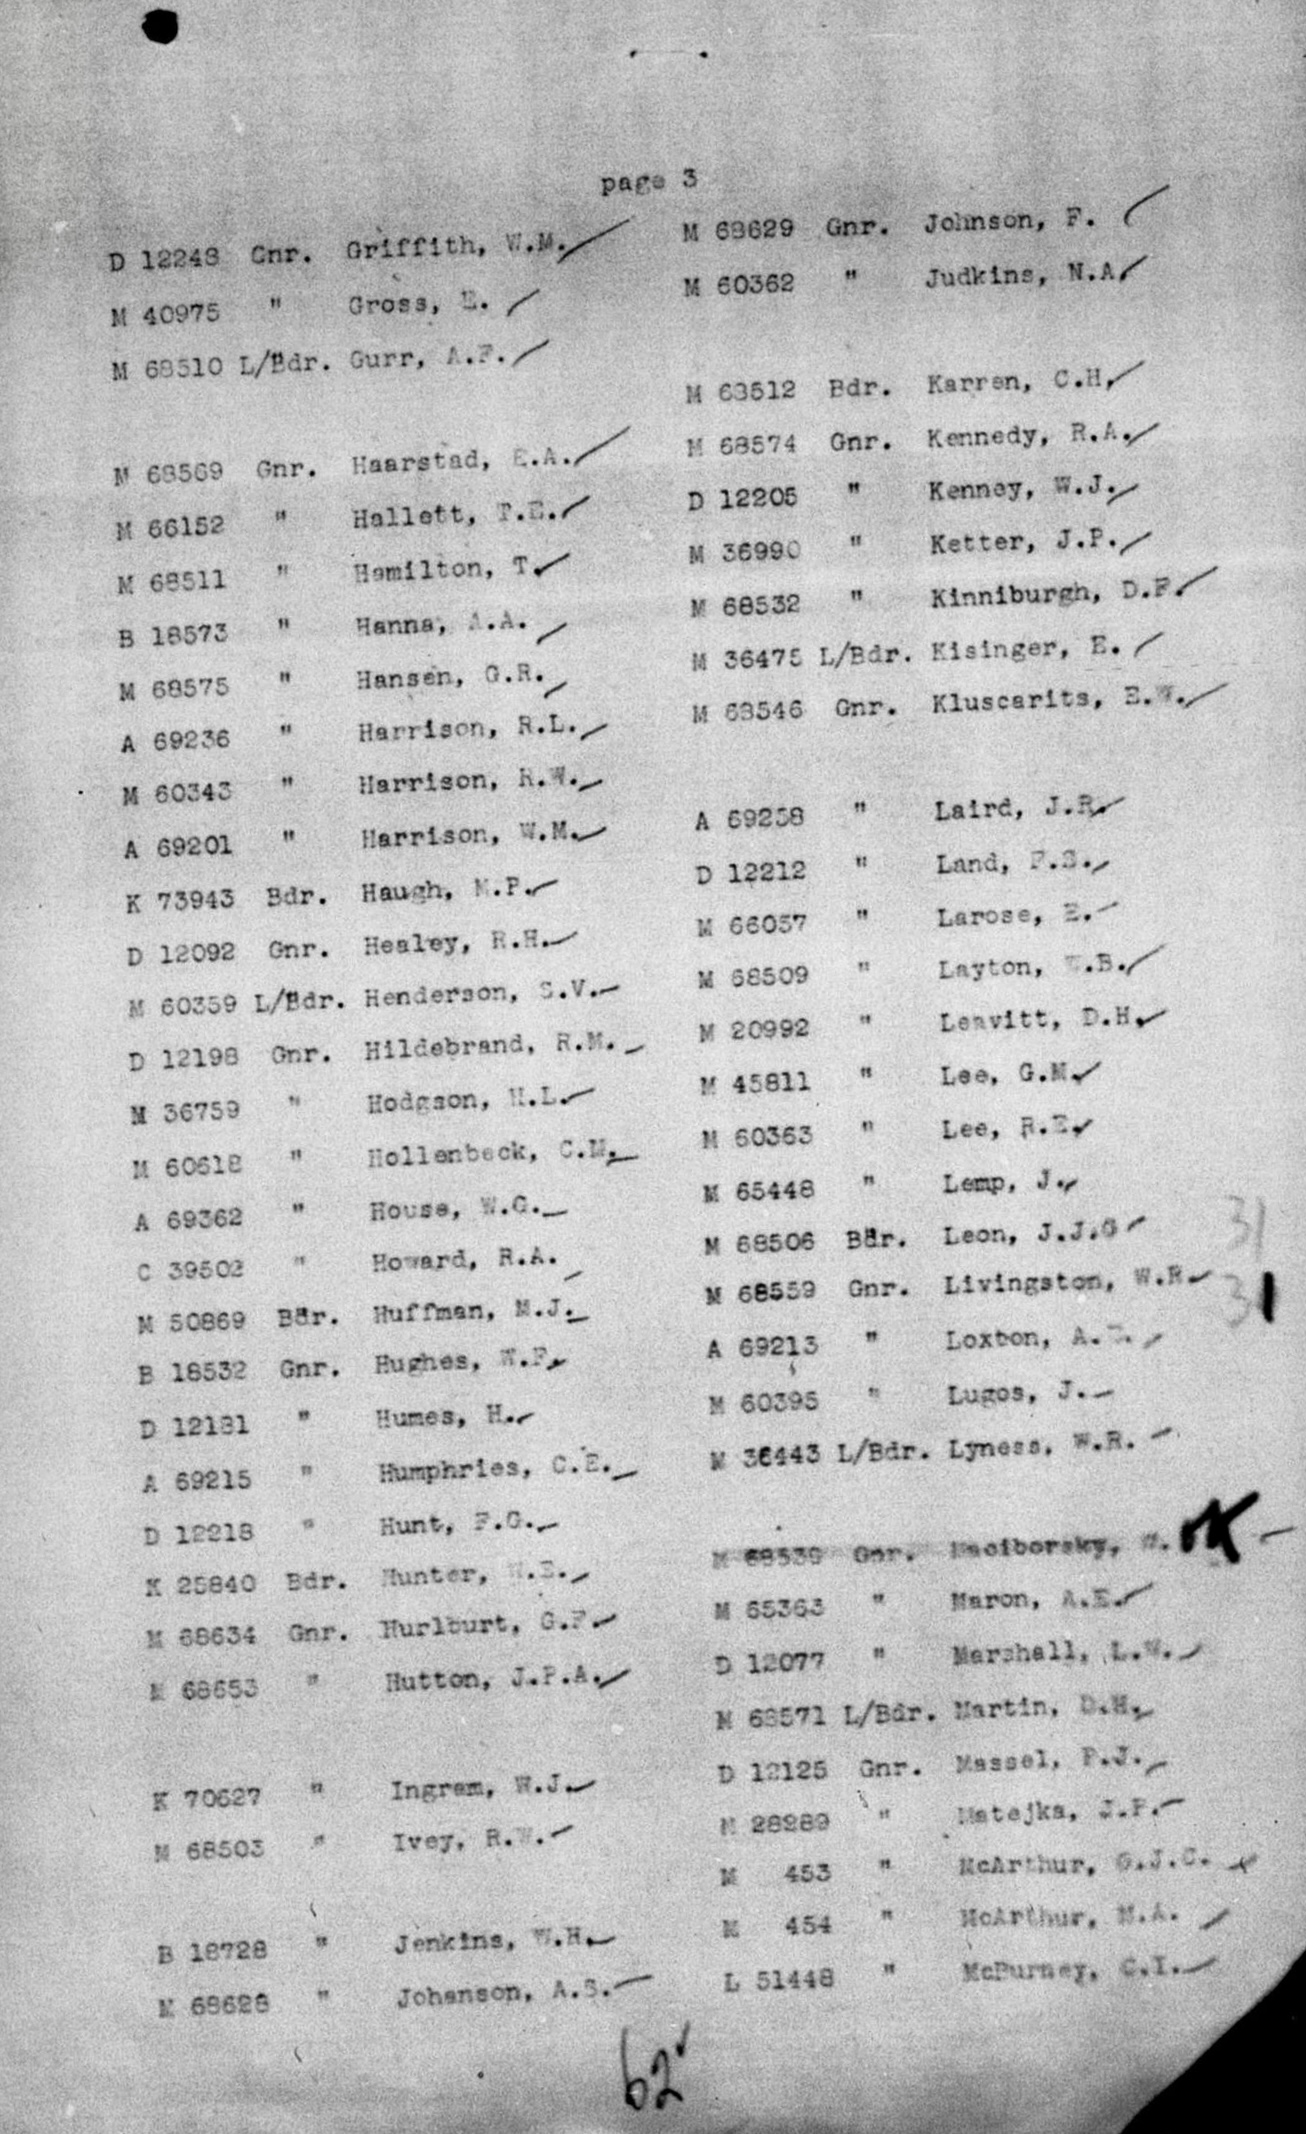 page 3
D 12248 Gnr. Griffith, W.M.
M 40975 " Gross, E.
M 68510 L/Bdr. Gurr, A.F.
M 68569 Gnr. Haarstad, E.A.
M 66152 " Hallett, F.E.
M 68511 " Hamilton, T.
B 18573 " Hanna, A.A.
M 68575 " Hansen, G.R.
A 69236 " Harrison, R.L.
M 60343 " Harrison, R.W.
A 69201 " Harrison, W.M.
K 73943 Bdr. Haugh, M.P.
D 12092 Gnr. Healey, R.H.
M 60359 L/Bdr. Henderson, S.V.
D 12198 Gnr. Hildebrand, R.M.
M 36759 " Hodgson, H.L.
M 60618 " Hollenbeck, C.M.
A 69362 " House, W.G.
C 39502 " Howard, R.A.
M 50869 Bdr. Huffman, M.J.
B 18532 Gnr. Hughes, W.F.
D 12181 " Humes, H.
A 69215 " Humphries, C.E.
D 12218 " Hunt, F.G.
K 25840 Bdr. Hunter, W.E.
M 68634 Gnr. Hurlburt, G.F.
M 68653 " Hutton, J.P.A.
K 70627 " Ingram, W.J.
M 68503 " Ivey, R.W.
B 18728 " Jenkins, W.H.
M 68628 " Johanson, A.S.
M 68629 Gnr. Johnson, F.
M 60362 " Judkins, N.A.
M 68512 Bdr. Karren, C.H.
M 68574 Gnr. Kennedy, R.A.
D 12205 " Kenney, W.J.
M 36990 " Ketter, J.P.
M 68532 " Kinniburgh, D.F.
M 36475 L/Bdr. Kisinger, E.
M 68546 Gnr. Kluscarits, E.W.
A 69258 " Laird, J.R.
D 12212 " Land, F.S.
M 66057 " Larose, E.
M 68509 " Layton, .B.
M 20992 " Leavitt, D.H.
M 45811 " Lee, G.M.
M 60363 " Lee, R.E.
M 65448 " Lemp, J.
M 68506 Bdr. Leon, J.J.G
M 68559 Gnr. Livingston, W.R.
A 69213 " Loxton, A.
M 60395 " Lugos, J.
M 36443 L/Bdr. Lyness, W.R.
M 68539 Gnr. Maciborsky,
M 65363 " Maron, A.E.
D 12077 " Marshall, L.W.
M 68571 L/Bdr. Martin, D.H.
D 12125 Gnr. Massel, P.J.
M 28289 " Matejka, J.P.
M 453 " McArthur, G.J.C.
M 454 " McArthur, M.A.
L 51448 " McBurney, C.I.
31
31
62